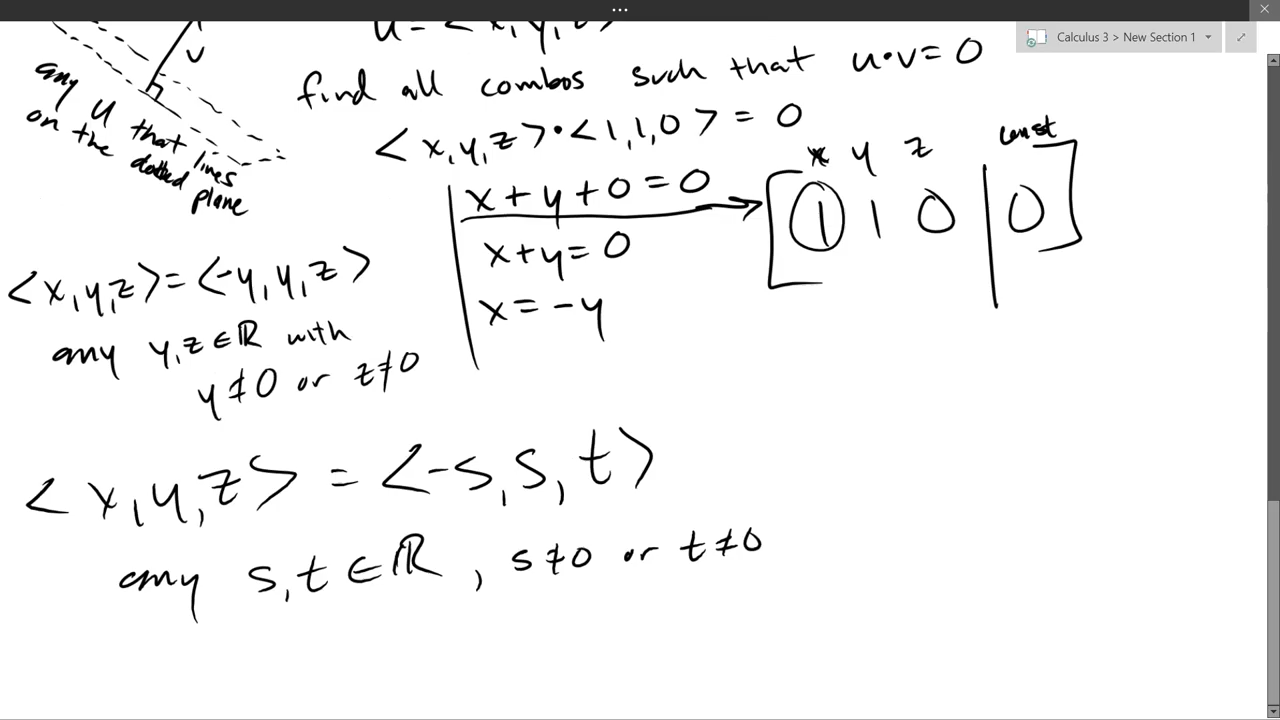 Calculus 3 > New Section 1
u = < x, y, z >
v
find all combos such that u·v = 0
any u that lines
on the dotted
plane
< x, y, z > · < 1, 1, 0 > = 0
x + y + 0 = 0
x + y = 0
x = -y
x y z const
[ 1 1 0 | 0 ]
< x, y, z > = < -y, y, z >
any y, z ∈ ℝ with
y ≠ 0 or z ≠ 0
< x, y, z > = < -s, s, t >
any s, t ∈ ℝ, s ≠ 0 or t ≠ 0